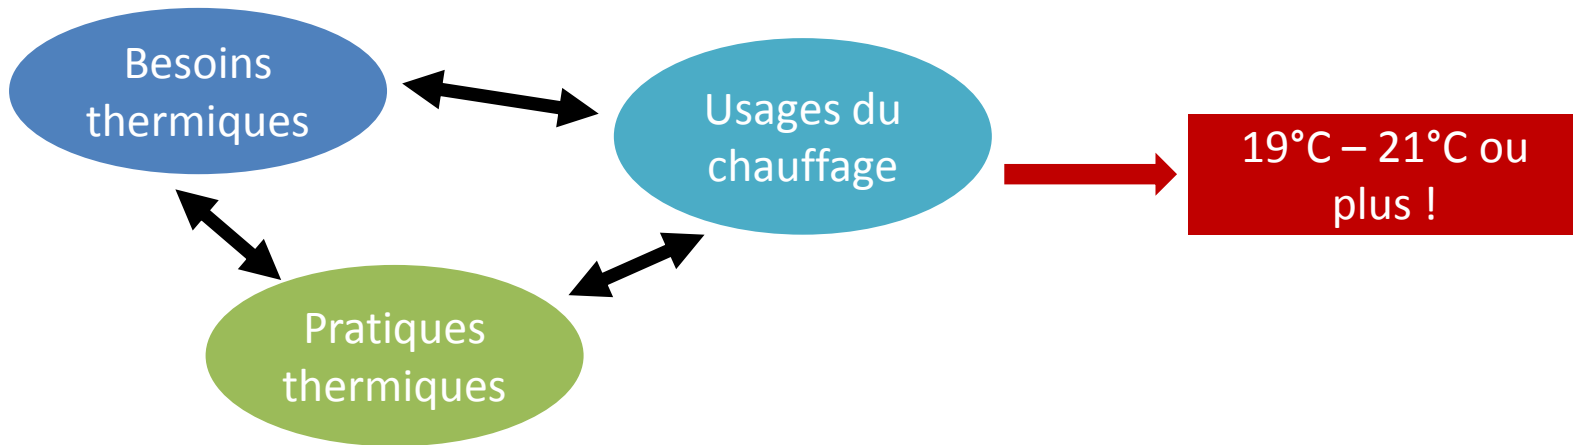 Besoins
thermiques
Usages du
chauffage
19°C – 21°C ou
plus !
Pratiques
thermiques